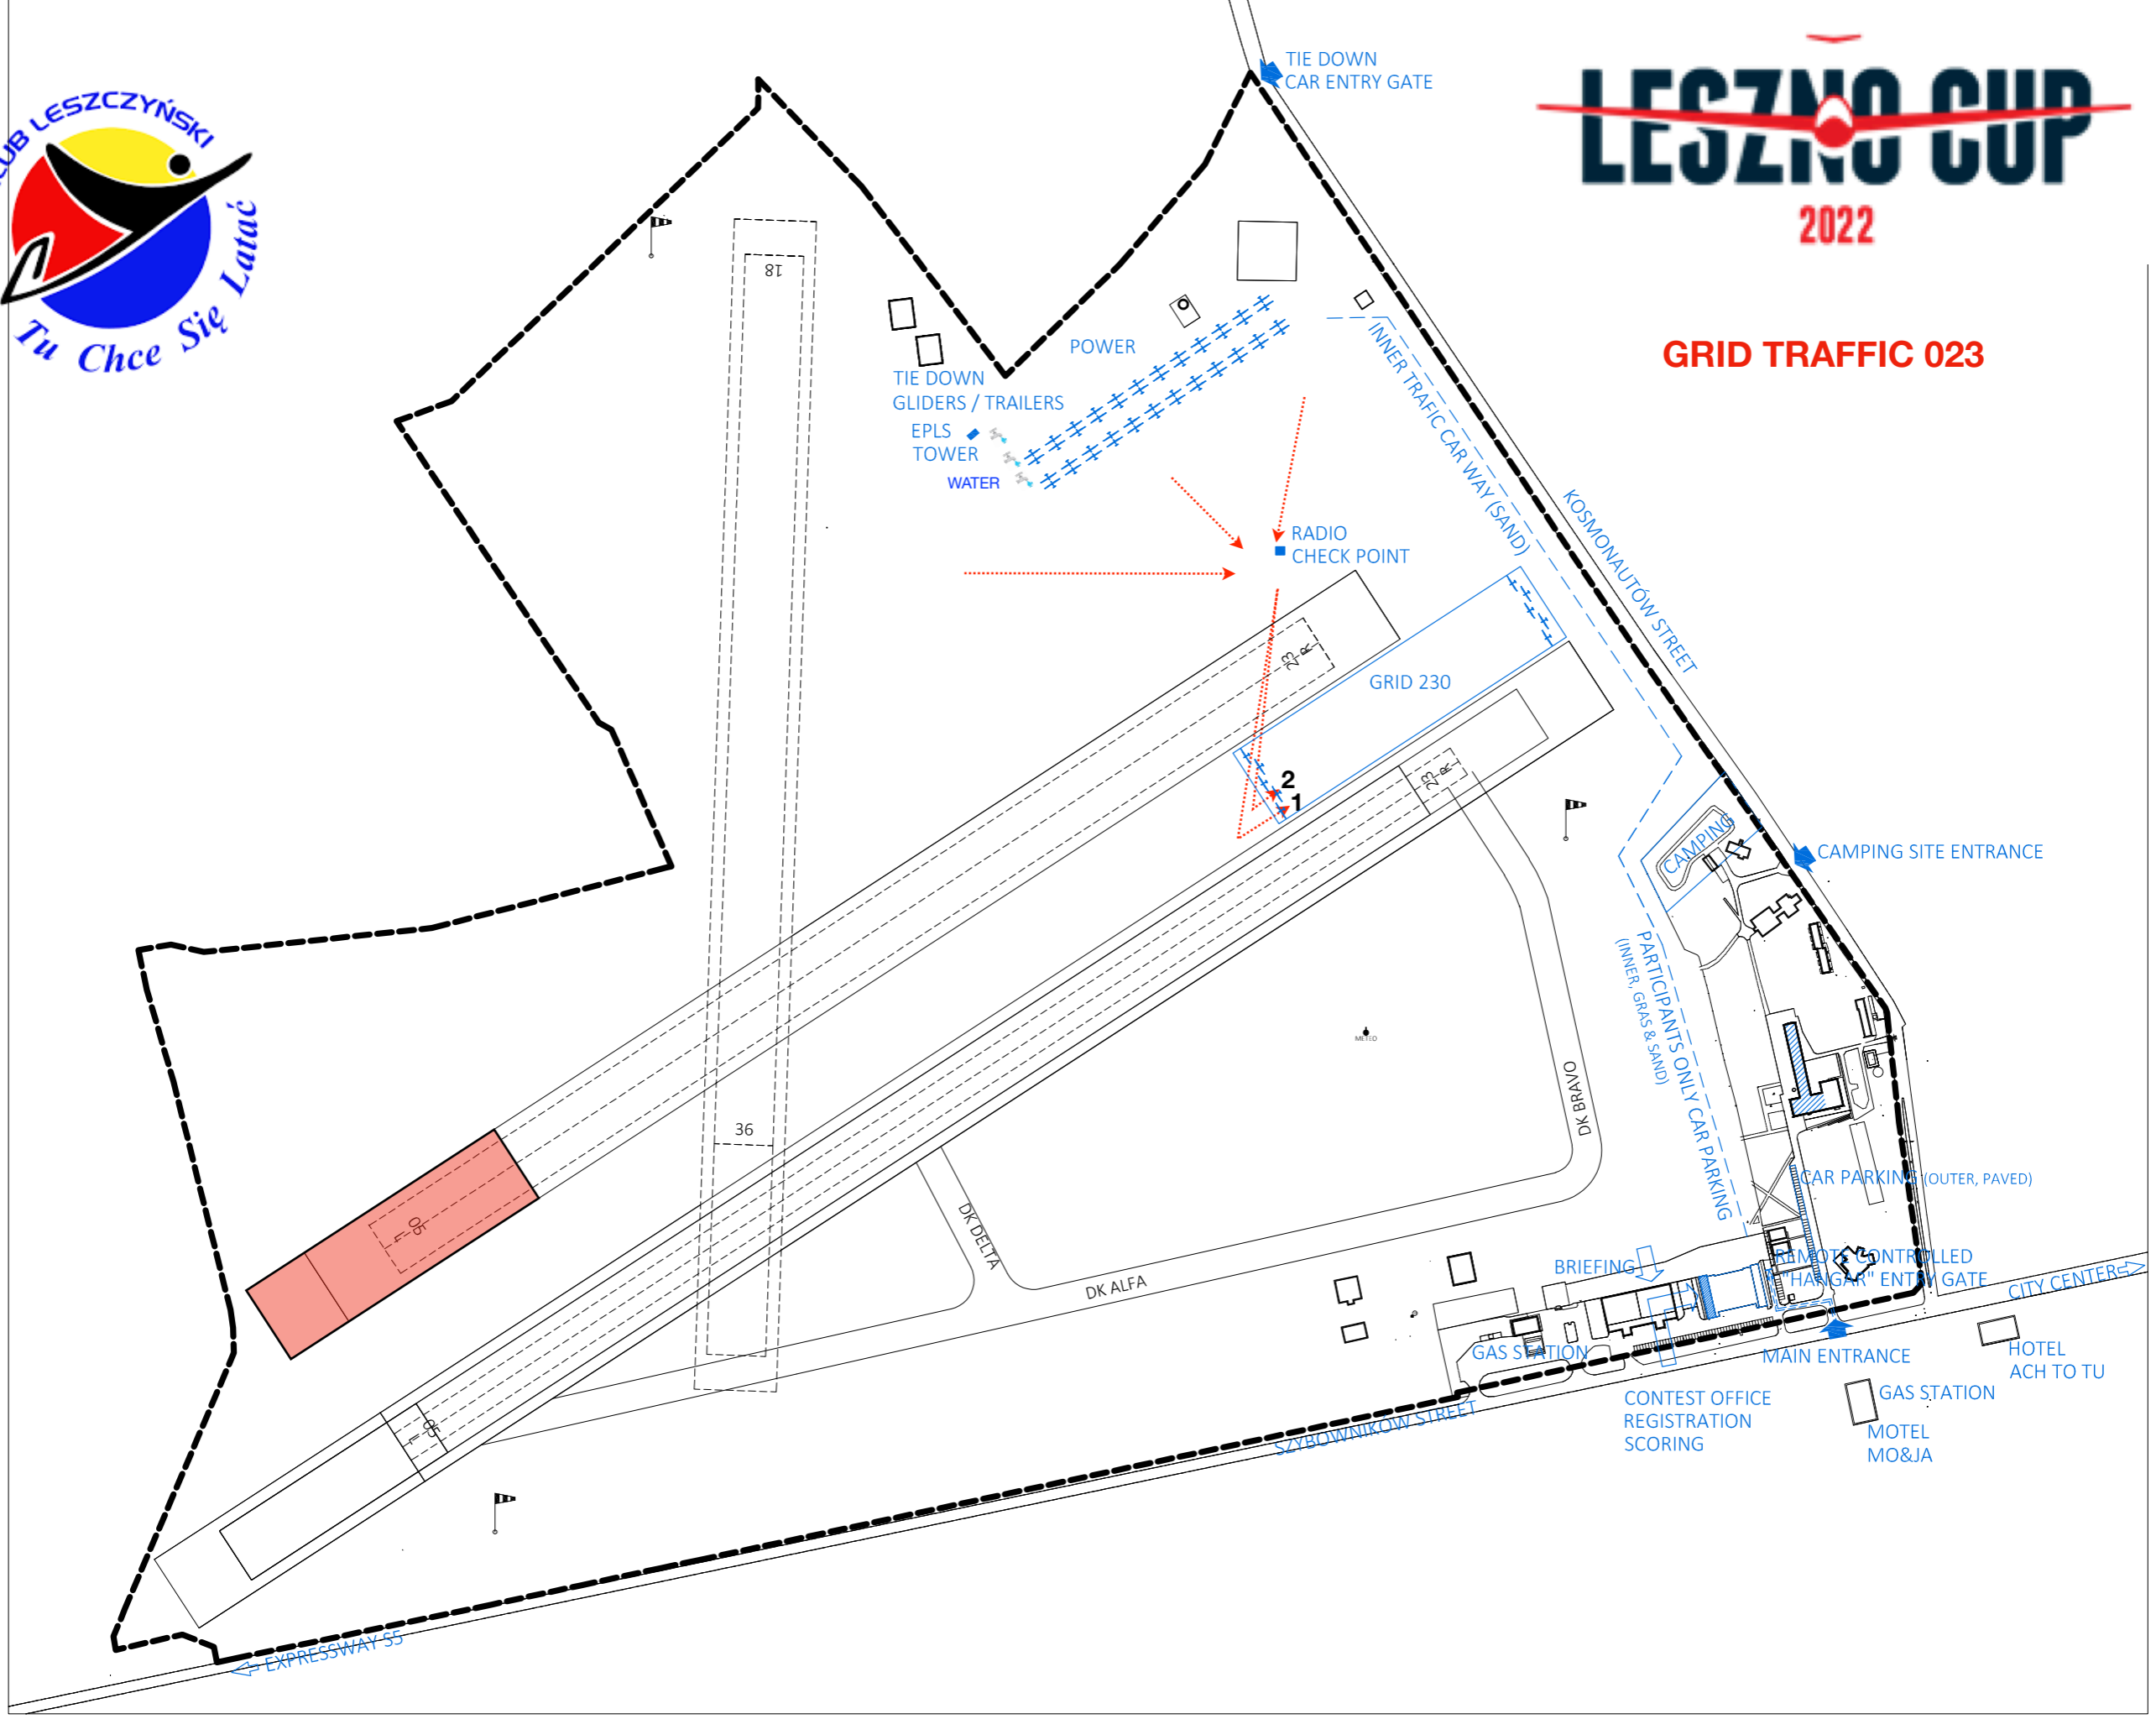 LESZCZYŃSKI
Tu Chce Się Latać
TIE DOWN
CAR ENTRY GATE
LESZNO CUP
2022
GRID TRAFFIC 023
18
POWER
TIE DOWN
GLIDERS / TRAILERS
EPLS
TOWER
WATER
INNER TRAFIC CAR WAY (SAND)
KOSMONAUTÓW STREET
RADIO
CHECK POINT
23
R
GRID 230
2
1
23
R
CAMPING
CAMPING SITE ENTRANCE
PARTICIPANTS ONLY CAR PARKING
(INNER, GRAS & SAND)
METEO
DK BRAVO
36
CAR PARKING (OUTER, PAVED)
05
L
DK DELTA
DK ALFA
BRIEFING
REMOTE CONTROLLED
"HANGAR" ENTRY GATE
CITY CENTER
GAS STATION
MAIN ENTRANCE
HOTEL
ACH TO TU
GAS STATION
CONTEST OFFICE
REGISTRATION
SCORING
MOTEL
MO&JA
SZYBOWNIKÓW STREET
05
L
EXPRESSWAY S5